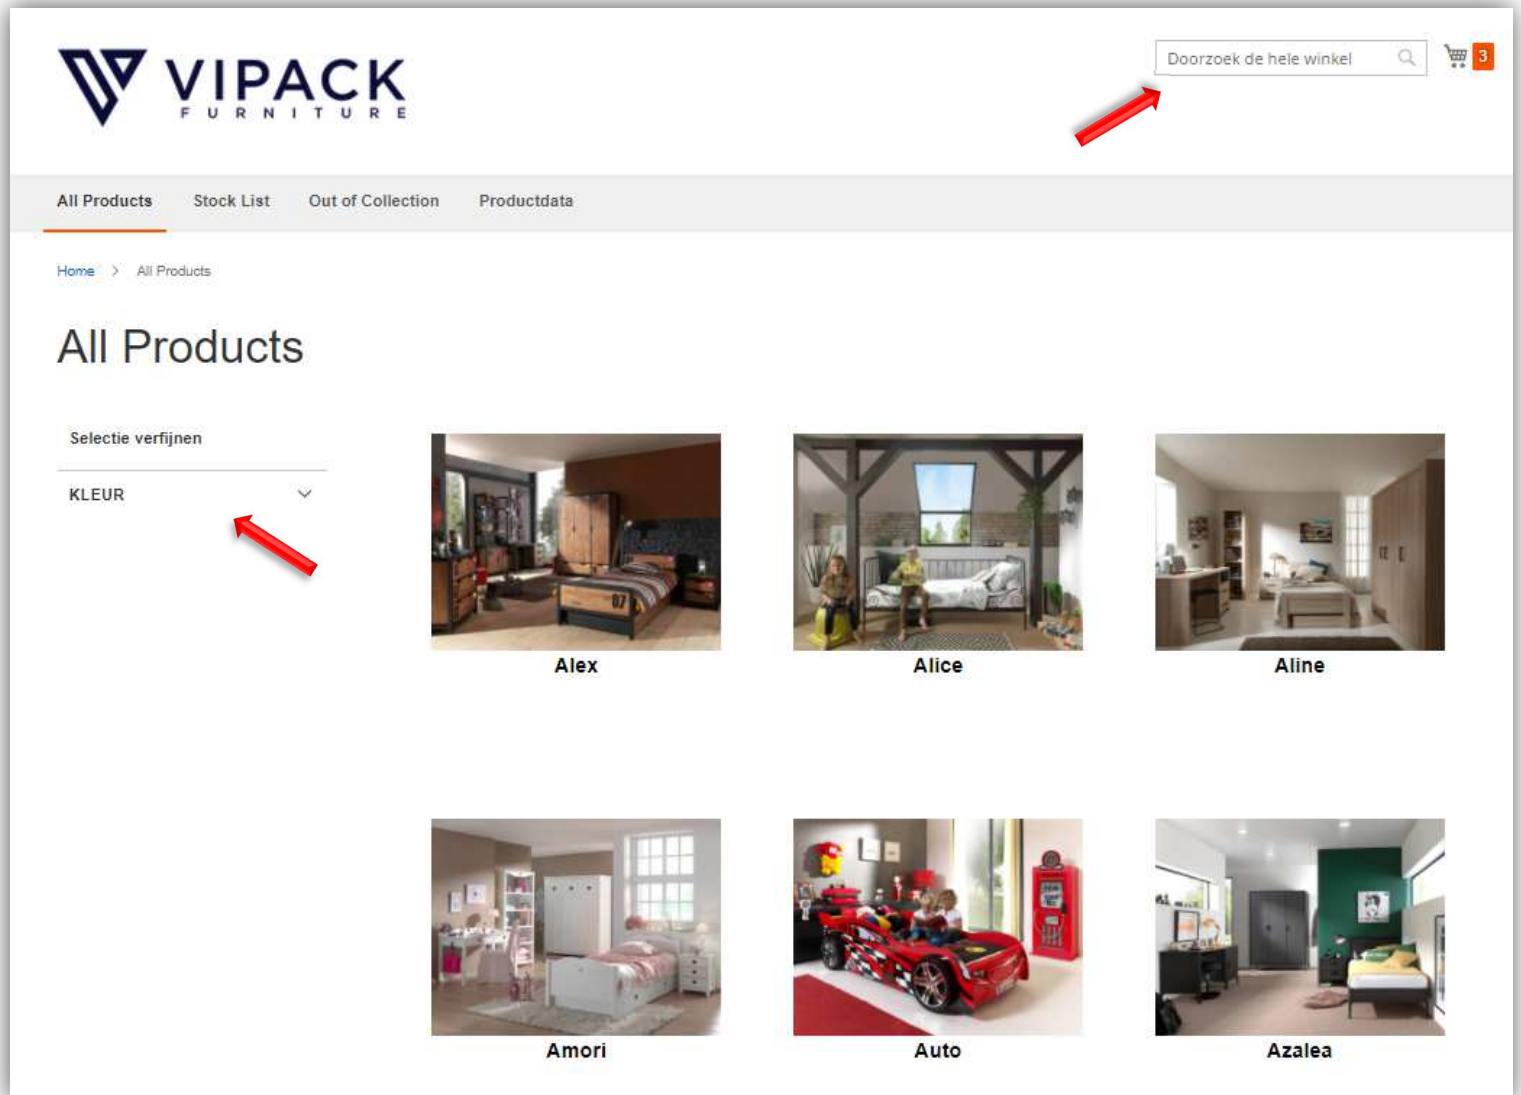 VIPACK
FURNITURE
Doorzoek de hele winkel
3
All Products
Stock List
Out of Collection
Productdata
Home > All Products
All Products
Selectie verfijnen
KLEUR
07
Alex
Alice
Aline
Amori
Auto
Azalea